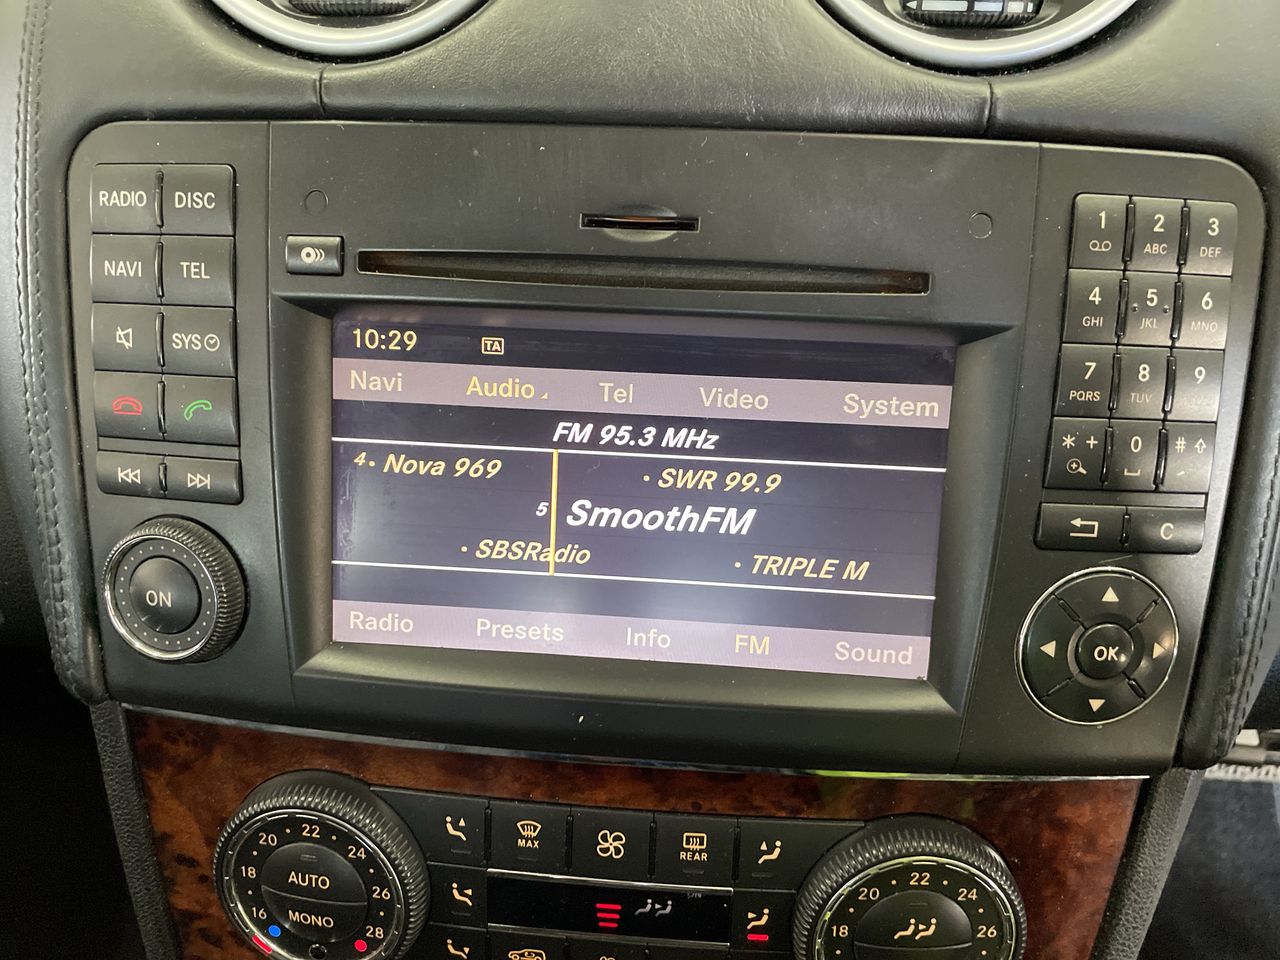 RADIO DISC
NAVI TEL
SYS
ON
1 2 ABC 3 DEF
4 GHI 5 JKL 6 MNO
7 PQRS 8 TUV 9
* + 0 #
C
OK
10:29 TA
Navi Audio Tel Video System
FM 95.3 MHz
4 • Nova 969 • SWR 99.9
5 SmoothFM
• SBSRadio • TRIPLE M
Radio Presets Info FM Sound
16 18 20 22 24 26 28
AUTO
MONO
MAX
REAR
18 20 22 24 26